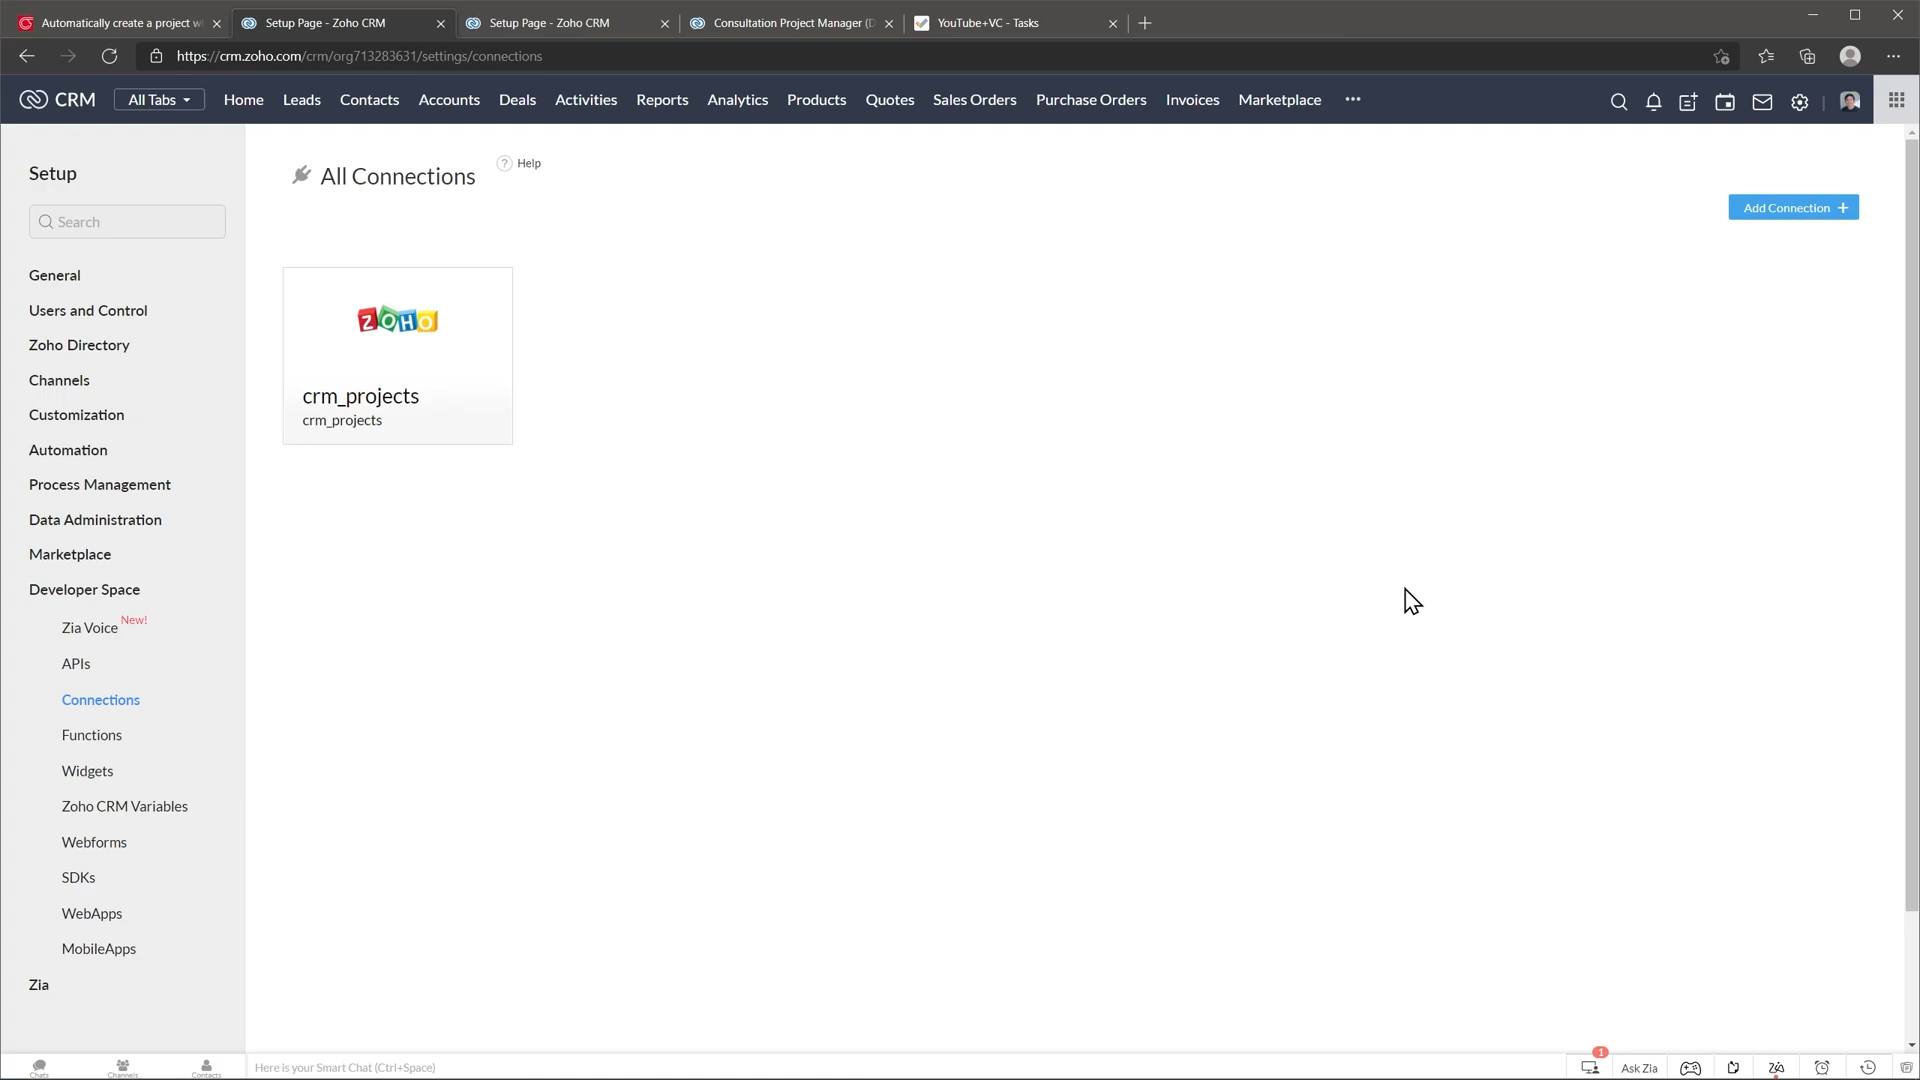 Automatically create a project w
Setup Page - Zoho CRM
Setup Page - Zoho CRM
Consultation Project Manager (D
YouTube+VC - Tasks
https://crm.zoho.com/crm/org713283631/settings/connections
CRM
All Tabs
Home
Leads
Contacts
Accounts
Deals
Activities
Reports
Analytics
Products
Quotes
Sales Orders
Purchase Orders
Invoices
Marketplace
Setup
Search
General
Users and Control
Zoho Directory
Channels
Customization
Automation
Process Management
Data Administration
Marketplace
Developer Space
Zia Voice New!
APIs
Connections
Functions
Widgets
Zoho CRM Variables
Webforms
SDKs
WebApps
MobileApps
Zia
All Connections
? Help
Add Connection +
ZOHO
crm_projects
crm_projects
Chats
Channels
Contacts
Here is your Smart Chat (Ctrl+Space)
1
Ask Zia